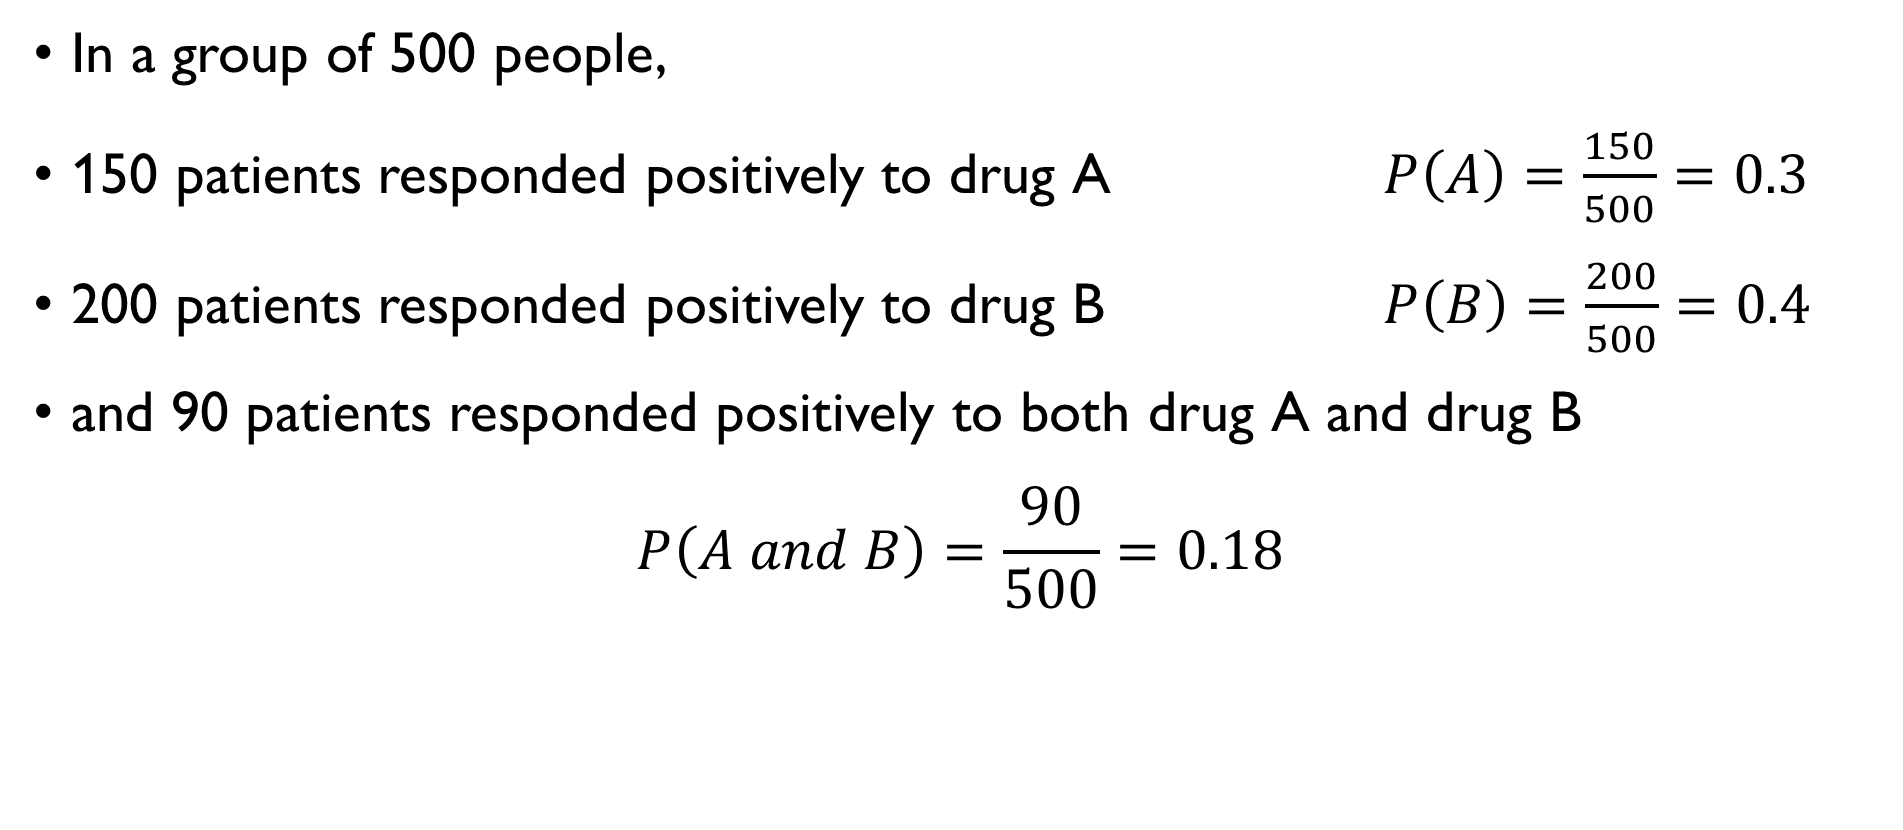 • In a group of 500 people,
• 150 patients responded positively to drug A P(A) = 150/500 = 0.3
• 200 patients responded positively to drug B P(B) = 200/500 = 0.4
• and 90 patients responded positively to both drug A and drug B
P(A and B) = 90/500 = 0.18